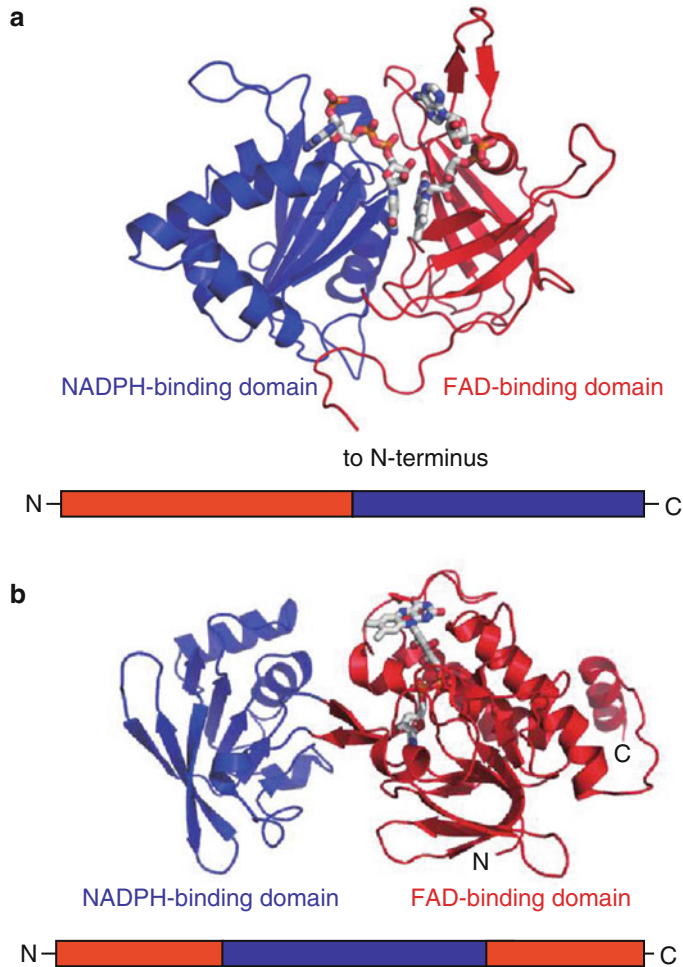 a
NADPH-binding domain FAD-binding domain
to N-terminus
N C
b
C
N
NADPH-binding domain FAD-binding domain
N C